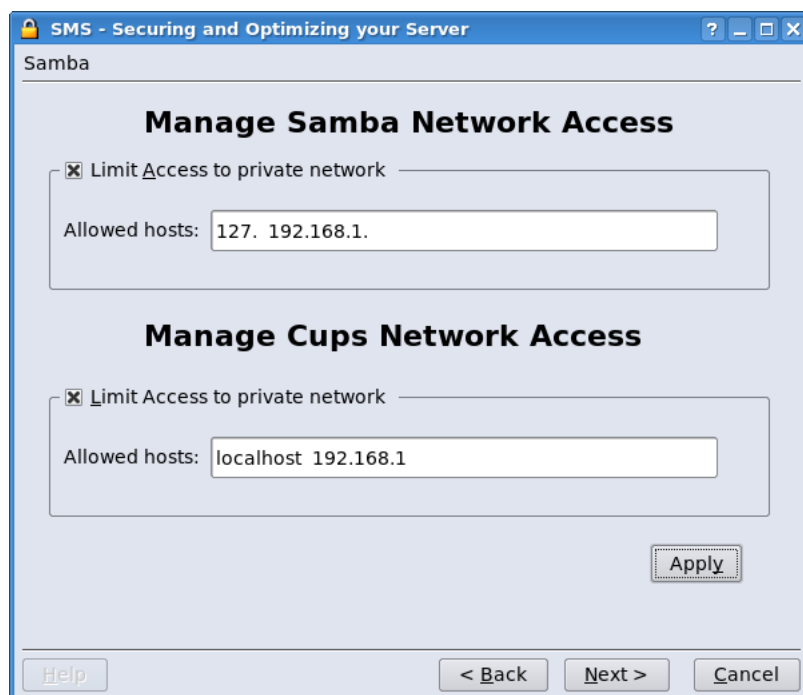 SMS - Securing and Optimizing your Server
Samba
Manage Samba Network Access
Limit Access to private network
Allowed hosts: 127. 192.168.1.
Manage Cups Network Access
Limit Access to private network
Allowed hosts: localhost 192.168.1
Apply
Help < Back Next > Cancel